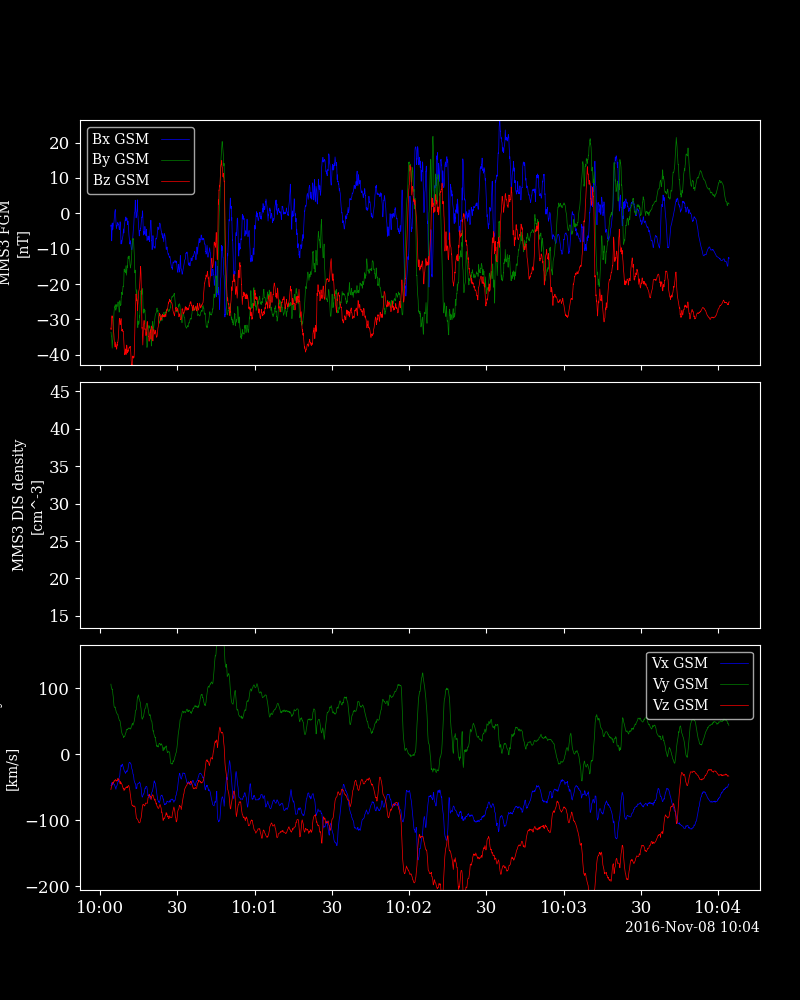 MMS3 FGM
[nT]
20
10
0
−10
−20
−30
−40
Bx GSM
By GSM
Bz GSM
MMS3 DIS density
[cm^-3]
45
40
35
30
25
20
15
[km/s]
100
0
−100
−200
Vx GSM
Vy GSM
Vz GSM
10:00 30 10:01 30 10:02 30 10:03 30 10:04
2016-Nov-08 10:04